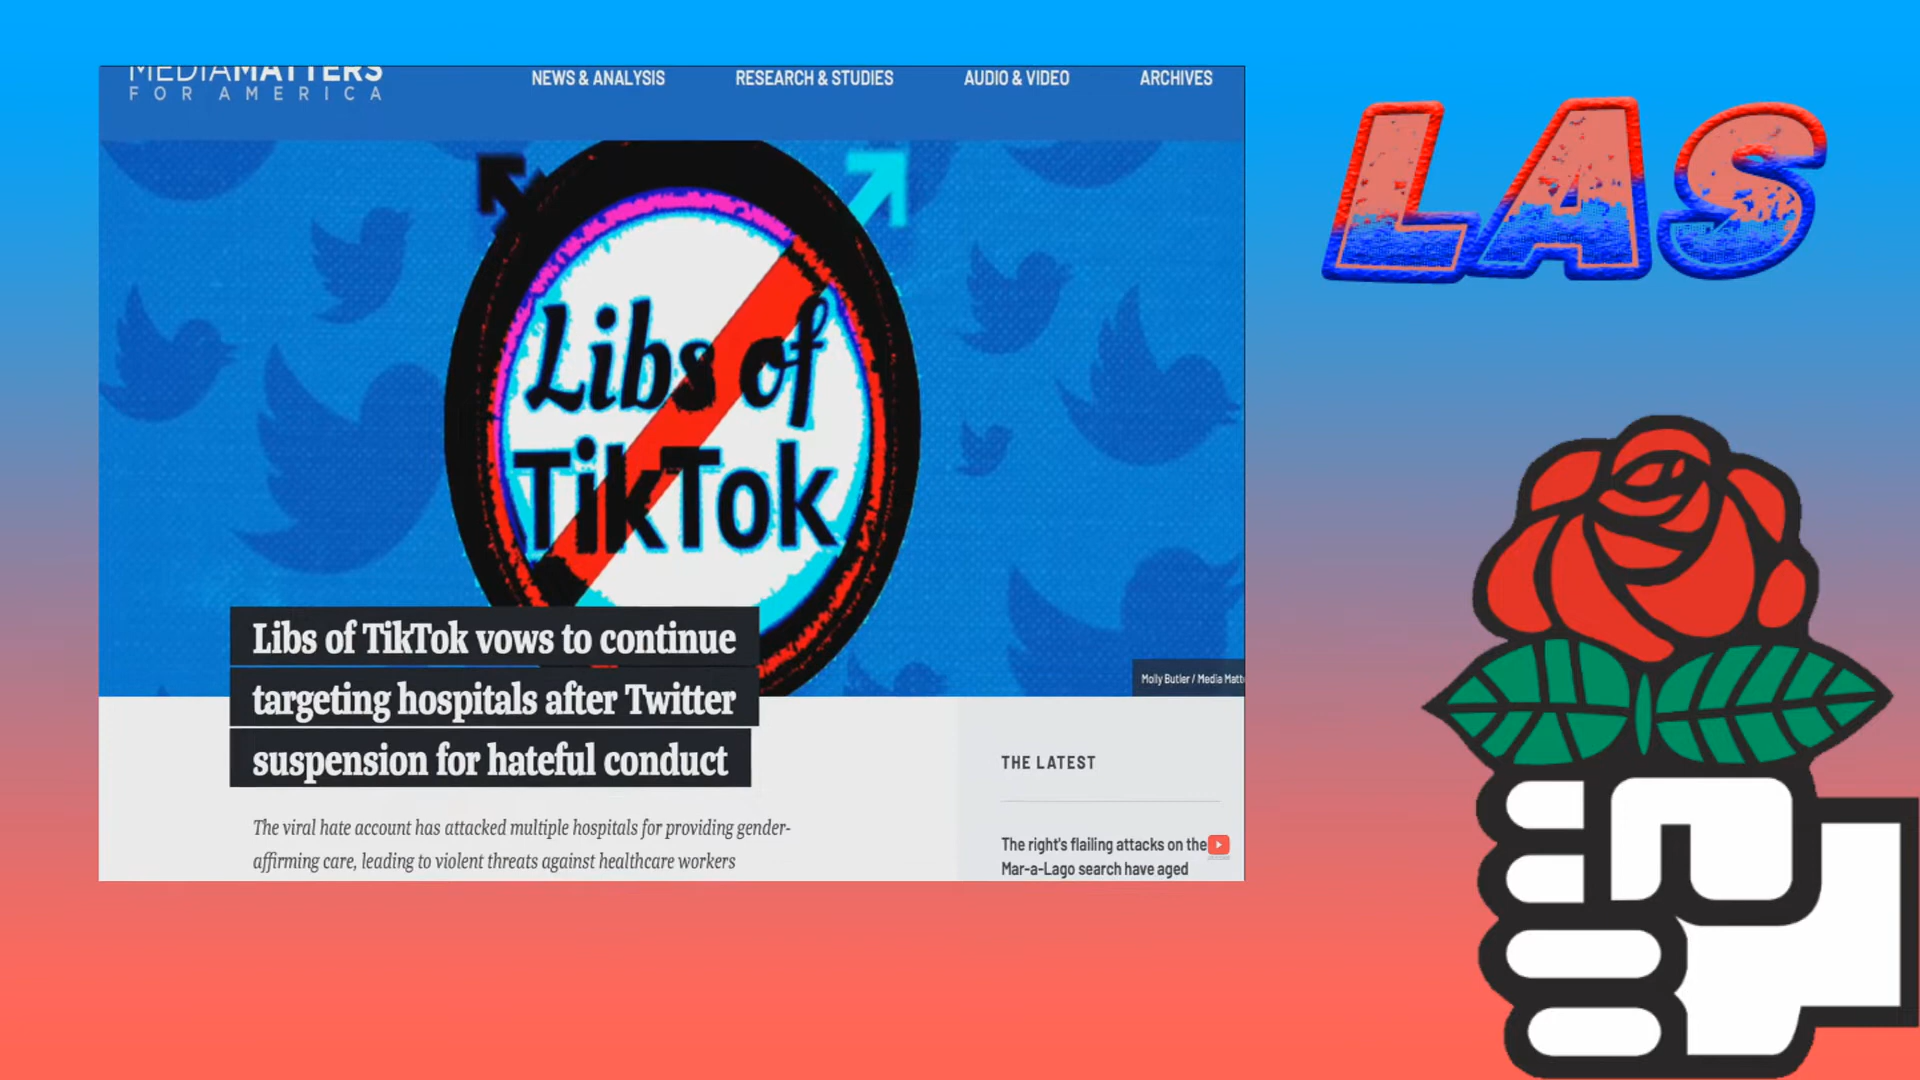 MEDIAMATTERS
FOR AMERICA
NEWS & ANALYSIS
RESEARCH & STUDIES
AUDIO & VIDEO
ARCHIVES
LAS
Libs of
TikTok
Libs of TikTok vows to continue
targeting hospitals after Twitter
suspension for hateful conduct
Molly Butler / Media Matt
The viral hate account has attacked multiple hospitals for providing gender-
affirming care, leading to violent threats against healthcare workers
THE LATEST
The right's flailing attacks on the
Mar-a-Lago search have aged